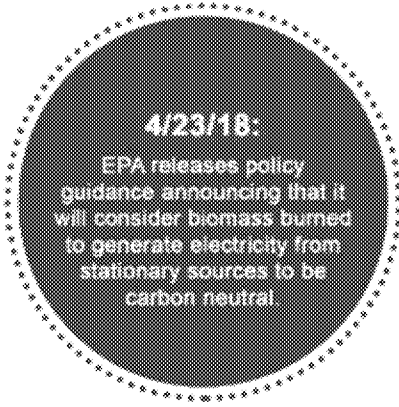 4/23/18:
EPA releases policy
guidance announcing that it
will consider biomass burned
to generate electricity from
stationary sources to be
carbon neutral.